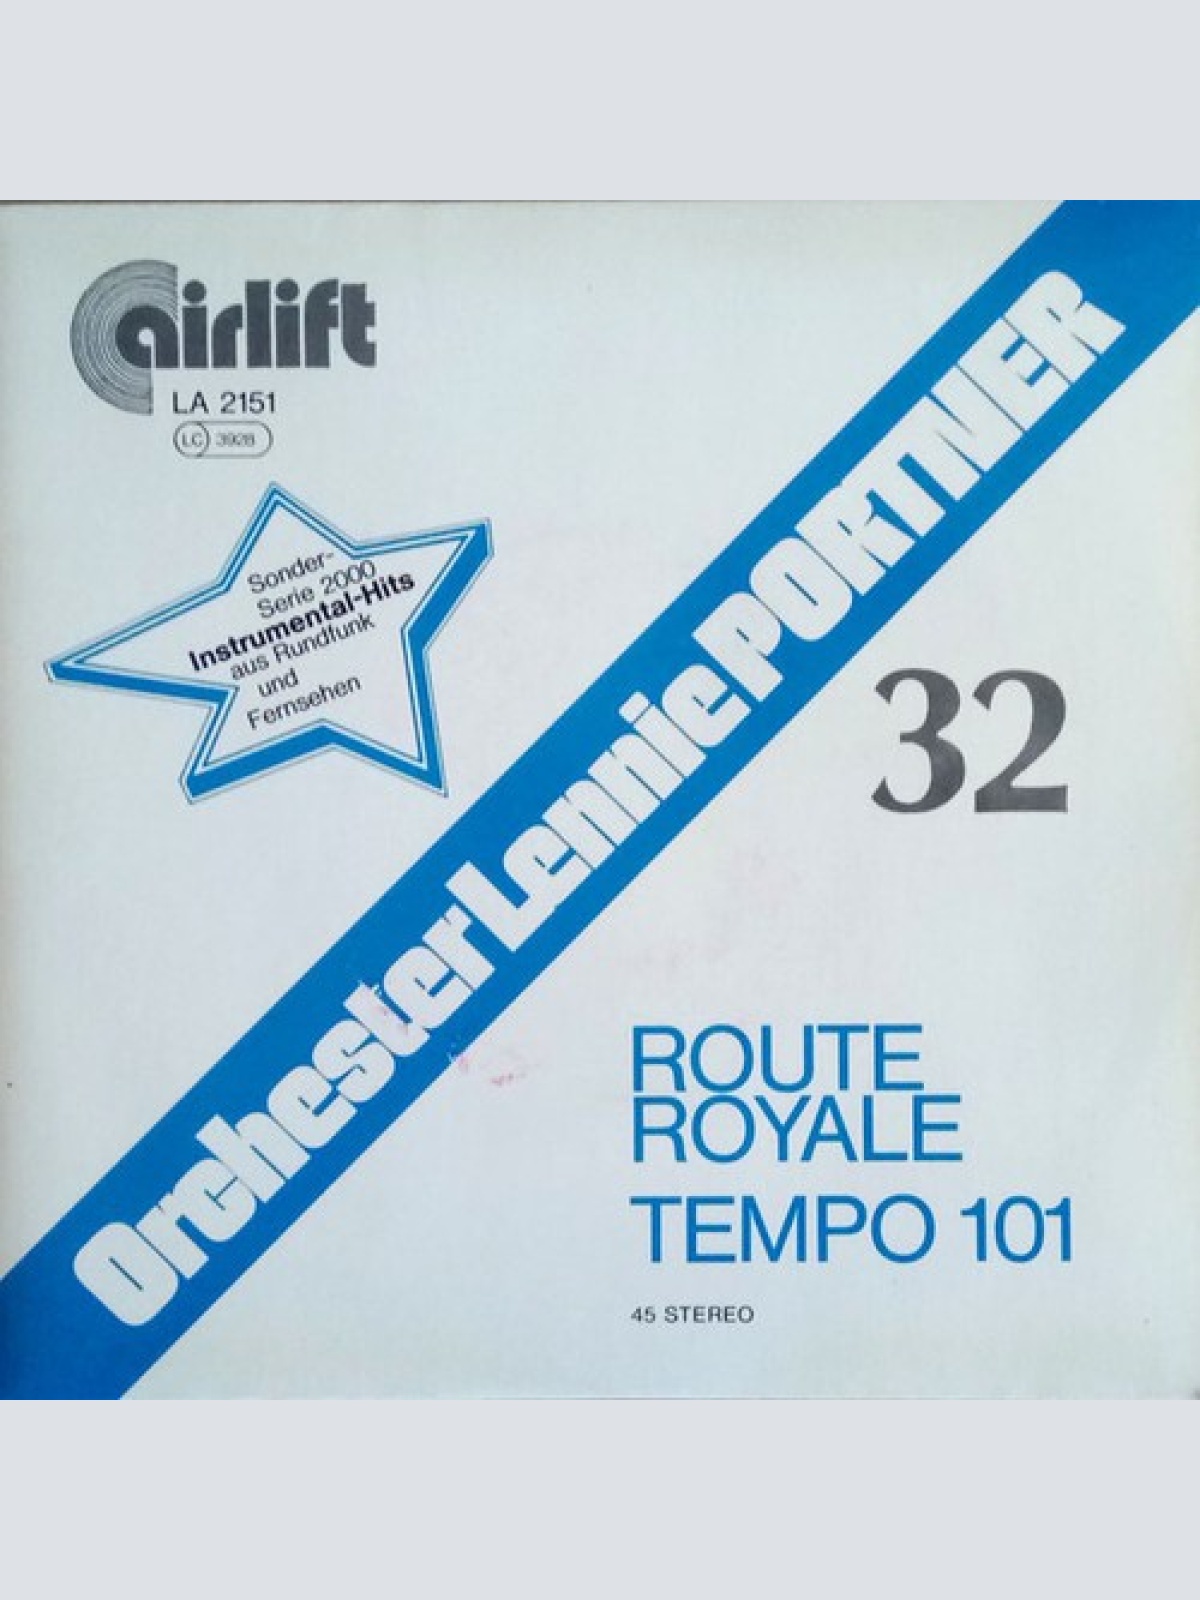 airlift
LA 2151
LC 3928
Sonder-
Serie 2000
Instrumental-Hits
aus Rundfunk
und
Fernsehen
Orchester Lennie PORTNER
32
ROUTE
ROYALE
TEMPO 101
45 STEREO